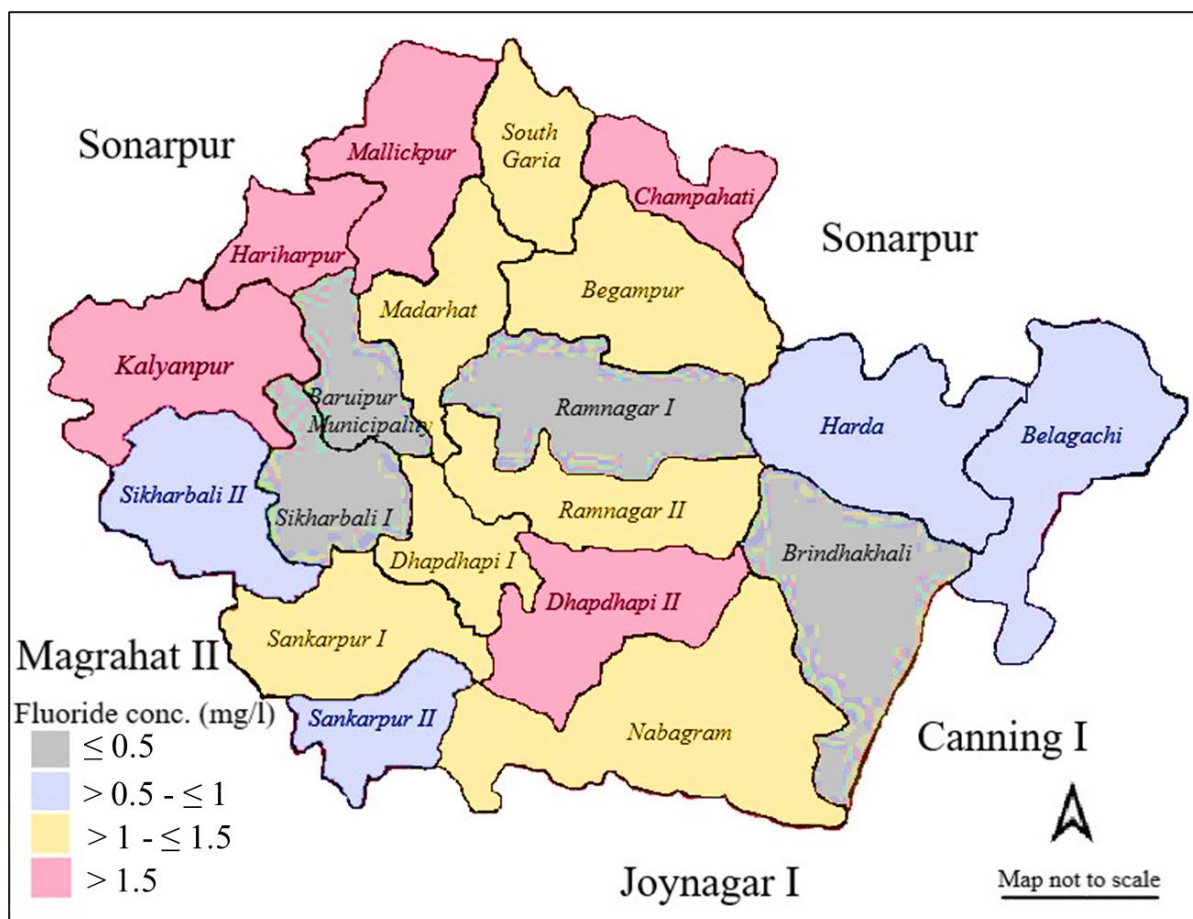 South
Garia
Sonarpur
Mallickpur
Champahati
Hariharpur
Sonarpur
Begampur
Madarhat
Kalyanpur
Baruipur
Municipality
Ramnagar I
Harda
Belagachi
Sikharbali II
Sikharbali I
Ramnagar II
Dhapdhapi I
Brindhakhali
Dhapdhapi II
Sankarpur I
Magrahat II
Fluoride conc. (mg/l)
≤ 0.5
> 0.5 - ≤ 1
> 1 - ≤ 1.5
> 1.5
Sankarpur II
Nabagram
Canning I
Joynagar I
Map not to scale